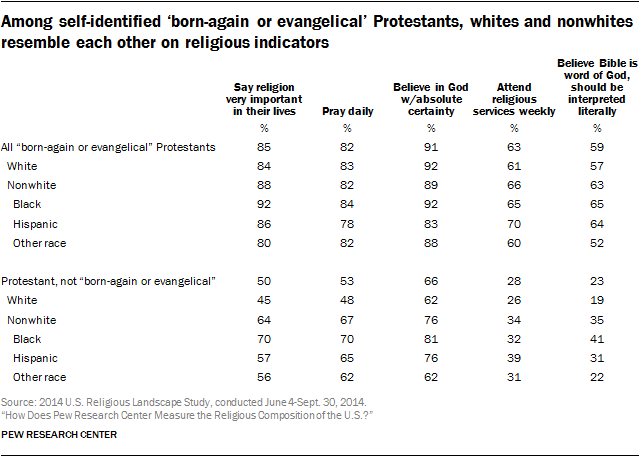 Among self-identified ‘born-again or evangelical’ Protestants, whites and nonwhites
resemble each other on religious indicators
Say religion very important in their lives Pray daily Believe in God w/absolute certainty Attend religious services weekly Believe Bible is word of God, should be interpreted literally
% % % % %
All “born-again or evangelical” Protestants 85 82 91 63 59
White 84 83 92 61 57
Nonwhite 88 82 89 66 63
Black 92 84 92 65 65
Hispanic 86 78 83 70 64
Other race 80 82 88 60 52
Protestant, not “born-again or evangelical” 50 53 66 28 23
White 45 48 62 26 19
Nonwhite 64 67 76 34 35
Black 70 70 81 32 41
Hispanic 57 65 76 39 31
Other race 56 62 62 31 22
Source: 2014 U.S. Religious Landscape Study, conducted June 4-Sept. 30, 2014.
“How Does Pew Research Center Measure the Religious Composition of the U.S.?”
PEW RESEARCH CENTER